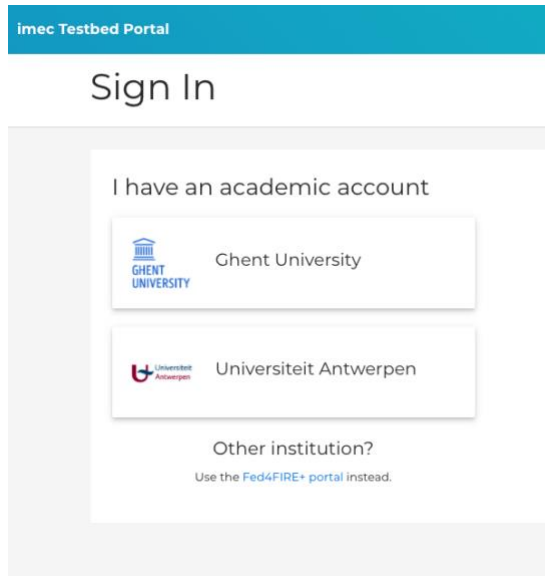 imec Testbed Portal
Sign In
I have an academic account
GHENT
UNIVERSITY
Ghent University
Universiteit
Antwerpen
Universiteit Antwerpen
Other institution?
Use the Fed4FIRE+ portal instead.